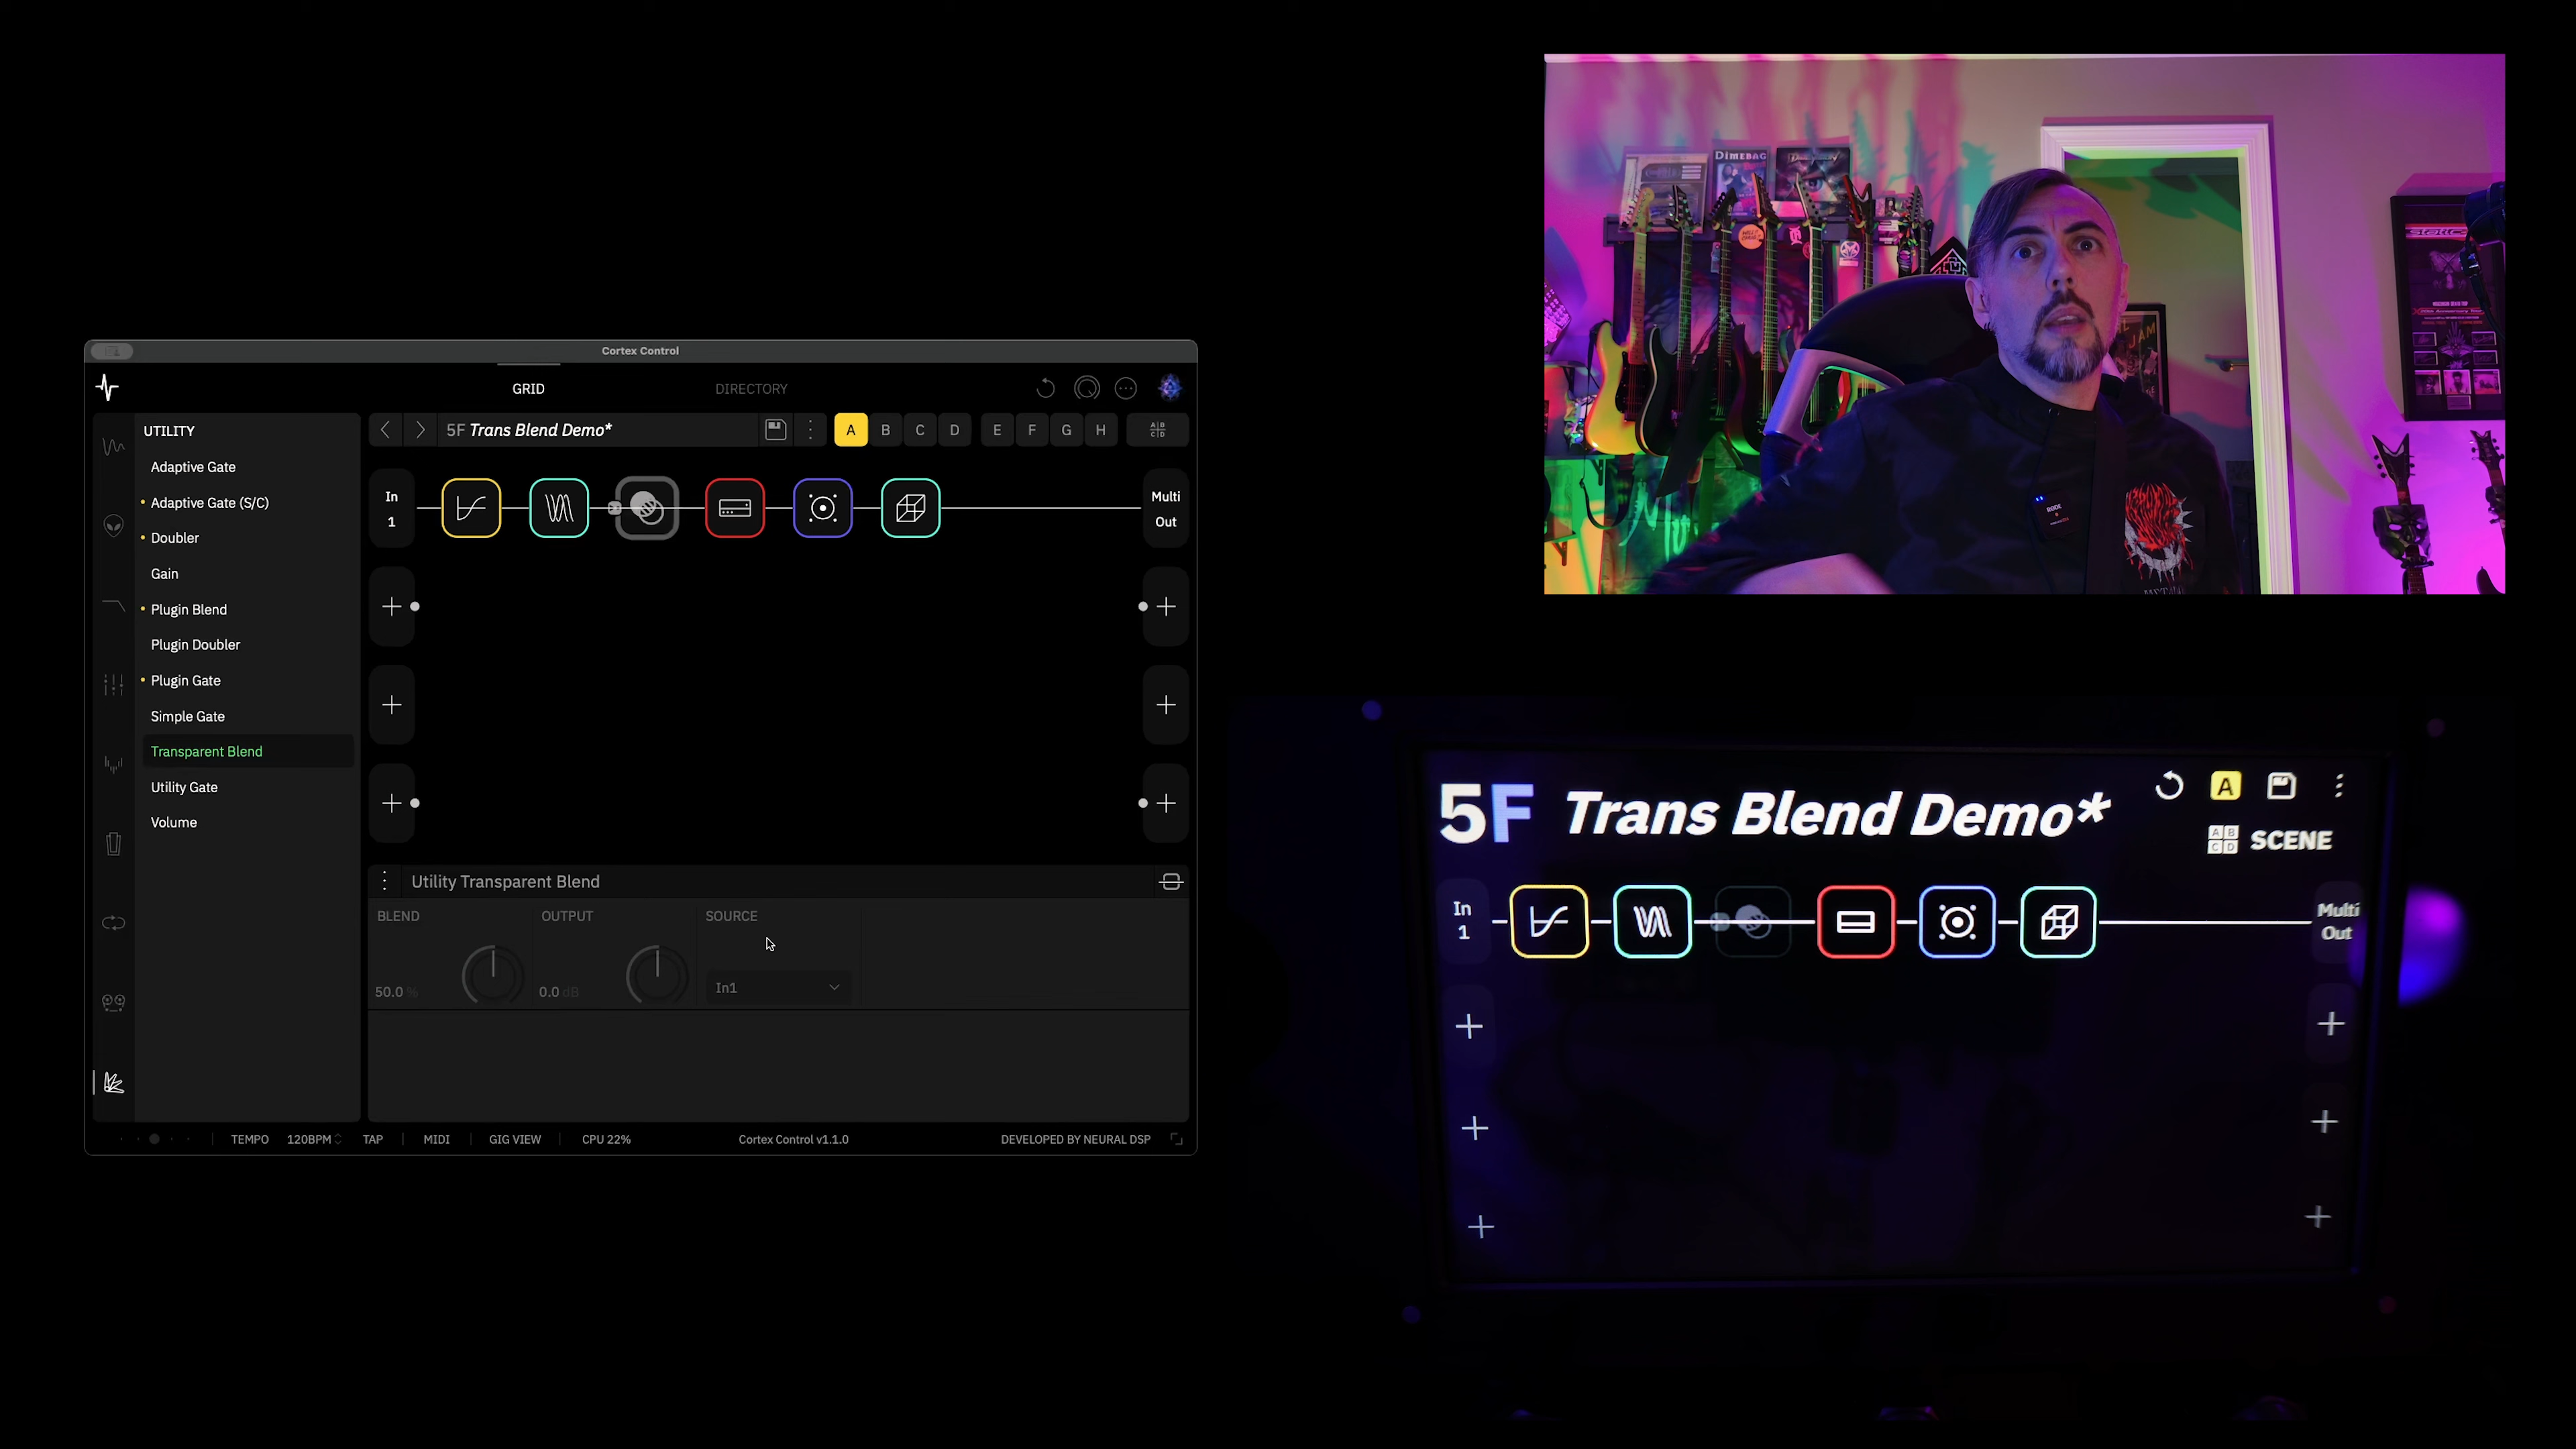 Cortex Control
GRID
DIRECTORY
UTILITY
Adaptive Gate
Adaptive Gate (S/C)
Doubler
Gain
Plugin Blend
Plugin Doubler
Plugin Gate
Simple Gate
Transparent Blend
Utility Gate
Volume
5F Trans Blend Demo*
A B C D E F G H
A B
C D
In
1
Multi
Out
Utility Transparent Blend
BLEND
50.0 %
OUTPUT
0.0 dB
SOURCE
In1
TEMPO 120BPM TAP MIDI GIG VIEW CPU 22% Cortex Control v1.1.0 DEVELOPED BY NEURAL DSP
DIMEBAG
RODE
5F Trans Blend Demo*
A
A B
C D
SCENE
In
1
Multi
Out